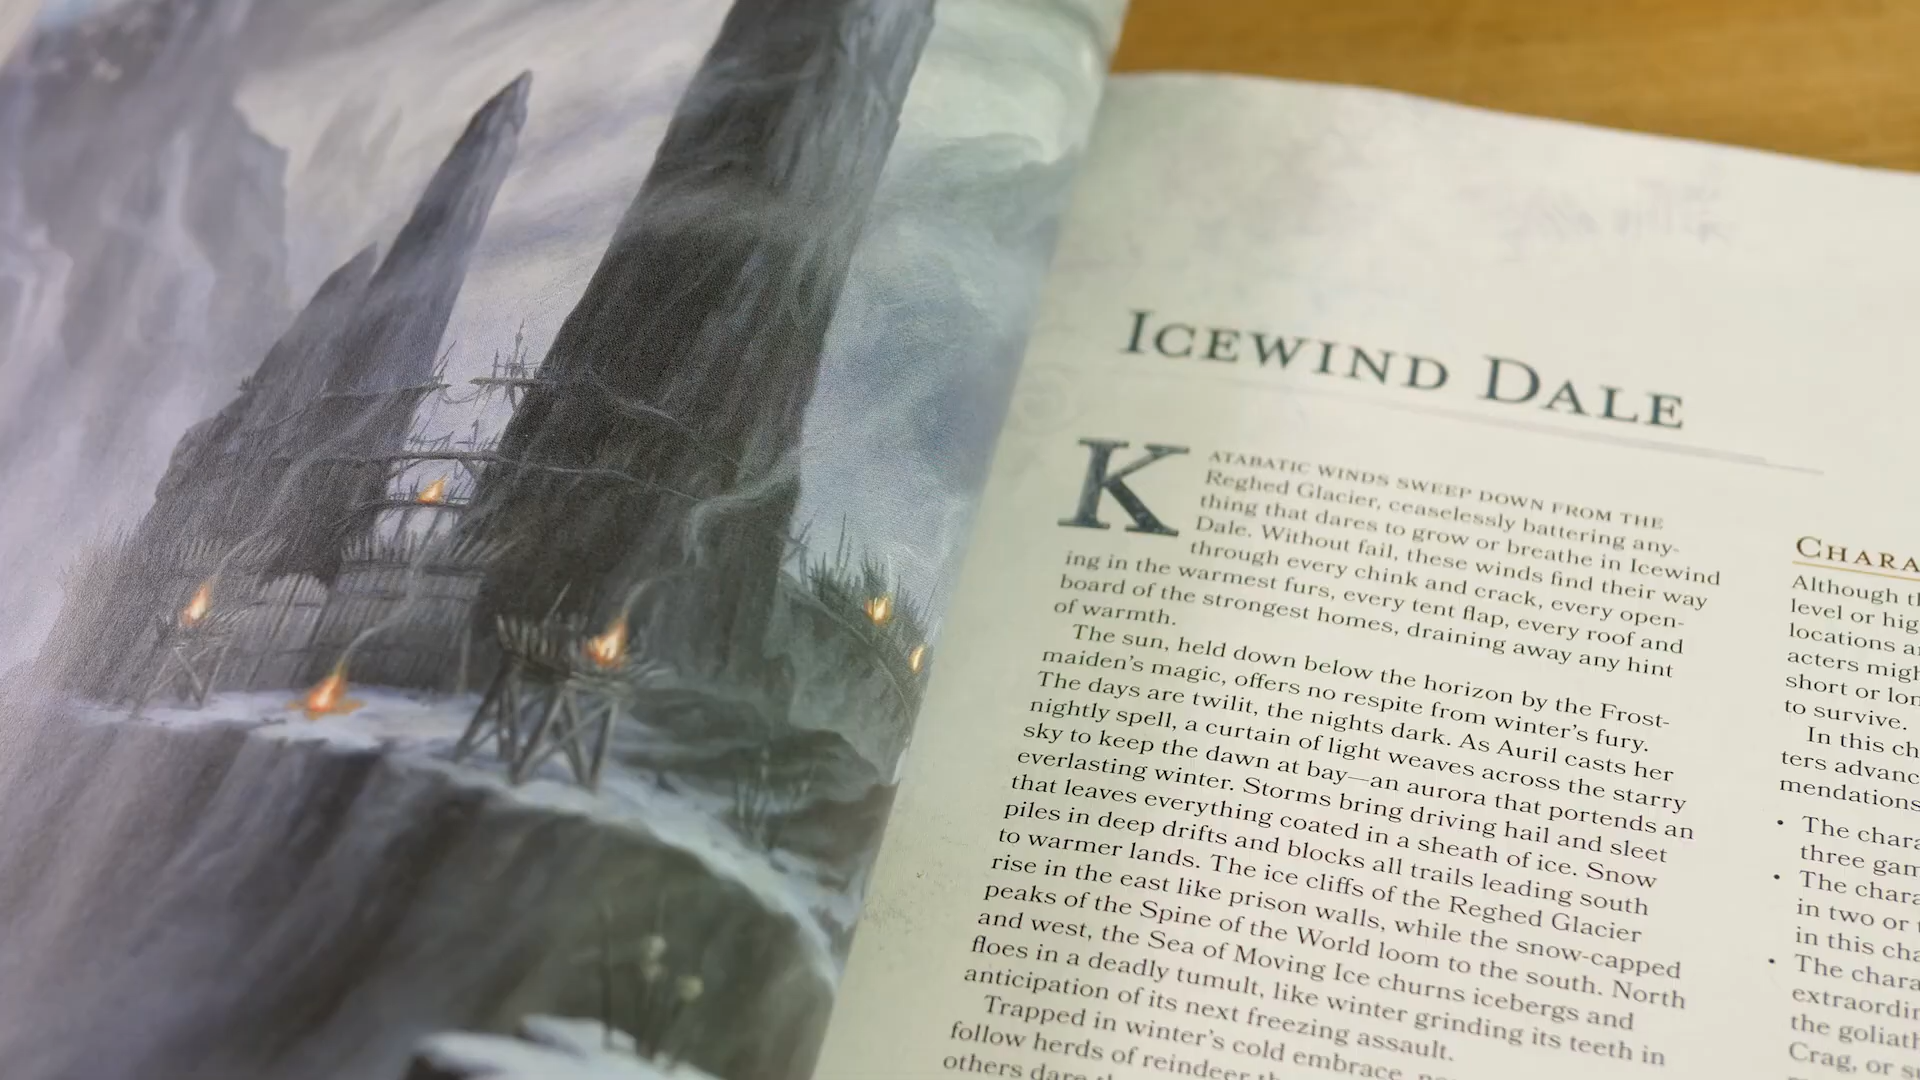 ICEWIND DALE
KATABATIC WINDS SWEEP DOWN FROM THE
Reghed Glacier, ceaselessly battering any-
thing that dares to grow or breathe in Icewind
Dale. Without fail, these winds find their way
through every chink and crack, every open-
ing in the warmest furs, every tent flap, every roof and
board of the strongest homes, draining away any hint
of warmth.
The sun, held down below the horizon by the Frost-
maiden's magic, offers no respite from winter's fury.
The days are twilit, the nights dark. As Auril casts her
nightly spell, a curtain of light weaves across the starry
sky to keep the dawn at bay—an aurora that portends an
everlasting winter. Storms bring driving hail and sleet
that leaves everything coated in a sheath of ice. Snow
piles in deep drifts and blocks all trails leading south
to warmer lands. The ice cliffs of the Reghed Glacier
rise in the east like prison walls, while the snow-capped
peaks of the Spine of the World loom to the south. North
and west, the Sea of Moving Ice churns icebergs and
floes in a deadly tumult, like winter grinding its teeth in
anticipation of its next freezing assault.
Trapped in winter's cold embrace,
follow herds of reindeer
others dare
CHARA
Although th
level or hig
locations a
acters migh
short or lon
to survive.
In this ch
ters advanc
mendations
• The chara
three gam
• The chara
in two or
in this cha
• The chara
extraordin
the goliath
Crag, or s